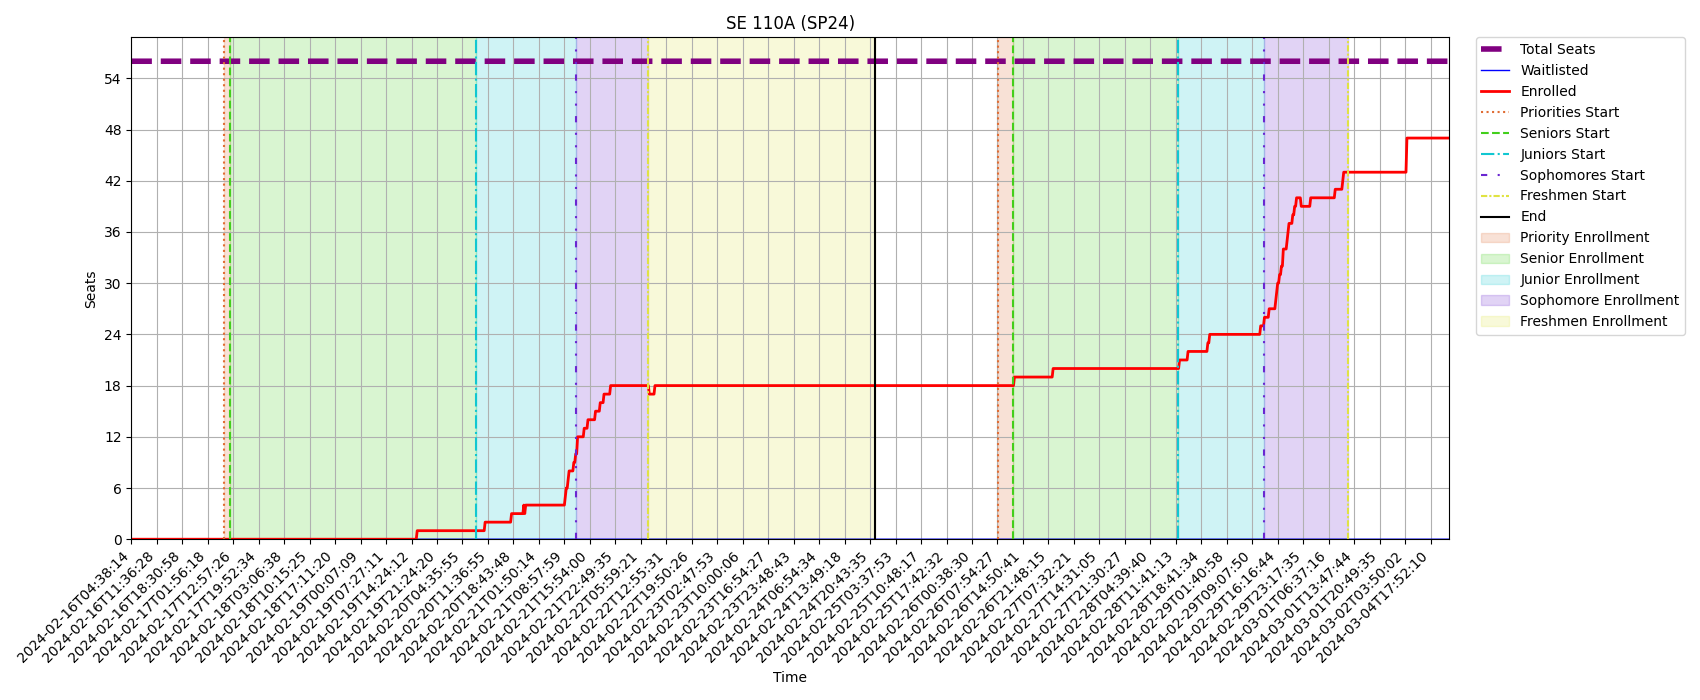 SE 110A (SP24)
Total Seats
Waitlisted
Enrolled
Priorities Start
Seniors Start
Juniors Start
Sophomores Start
Freshmen Start
End
Priority Enrollment
Senior Enrollment
Junior Enrollment
Sophomore Enrollment
Freshmen Enrollment
Seats
54
48
42
36
30
24
18
12
6
0
2024-02-16T04:38:14
2024-02-16T11:36:28
2024-02-16T18:30:58
2024-02-17T01:56:18
2024-02-17T12:57:26
2024-02-17T19:52:34
2024-02-18T03:06:38
2024-02-18T10:15:25
2024-02-18T17:11:20
2024-02-19T00:07:09
2024-02-19T07:27:11
2024-02-19T14:24:12
2024-02-19T21:24:20
2024-02-20T04:35:55
2024-02-20T11:36:55
2024-02-20T18:43:48
2024-02-21T01:50:14
2024-02-21T08:57:59
2024-02-21T15:54:00
2024-02-21T22:49:35
2024-02-22T05:59:21
2024-02-22T12:55:31
2024-02-22T19:50:26
2024-02-23T02:47:53
2024-02-23T10:00:06
2024-02-23T16:54:27
2024-02-23T23:48:43
2024-02-24T06:54:34
2024-02-24T13:49:18
2024-02-24T20:43:35
2024-02-25T03:37:53
2024-02-25T10:48:17
2024-02-25T17:42:32
2024-02-26T00:38:30
2024-02-26T07:54:27
2024-02-26T14:50:41
2024-02-26T21:48:15
2024-02-27T07:32:21
2024-02-27T14:31:05
2024-02-27T21:30:27
2024-02-28T04:39:40
2024-02-28T11:41:13
2024-02-28T18:41:34
2024-02-29T01:40:58
2024-02-29T09:07:50
2024-02-29T16:16:44
2024-02-29T23:17:35
2024-03-01T06:37:16
2024-03-01T13:47:44
2024-03-01T20:49:35
2024-03-02T03:50:02
2024-03-04T17:52:10
Time